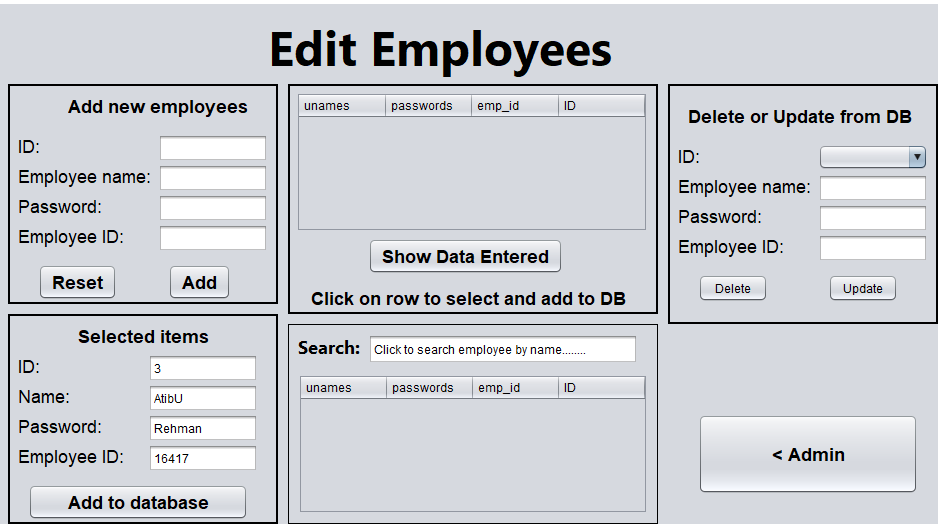 Edit Employees
Add new employees
ID:
Employee name:
Password:
Employee ID:
Reset Add
Selected items
ID: 3
Name: AtibU
Password: Rehman
Employee ID: 16417
Add to database
unames passwords emp_id ID
Show Data Entered
Click on row to select and add to DB
Search: Click to search employee by name........
unames passwords emp_id ID
Delete or Update from DB
ID:
Employee name:
Password:
Employee ID:
Delete Update
< Admin